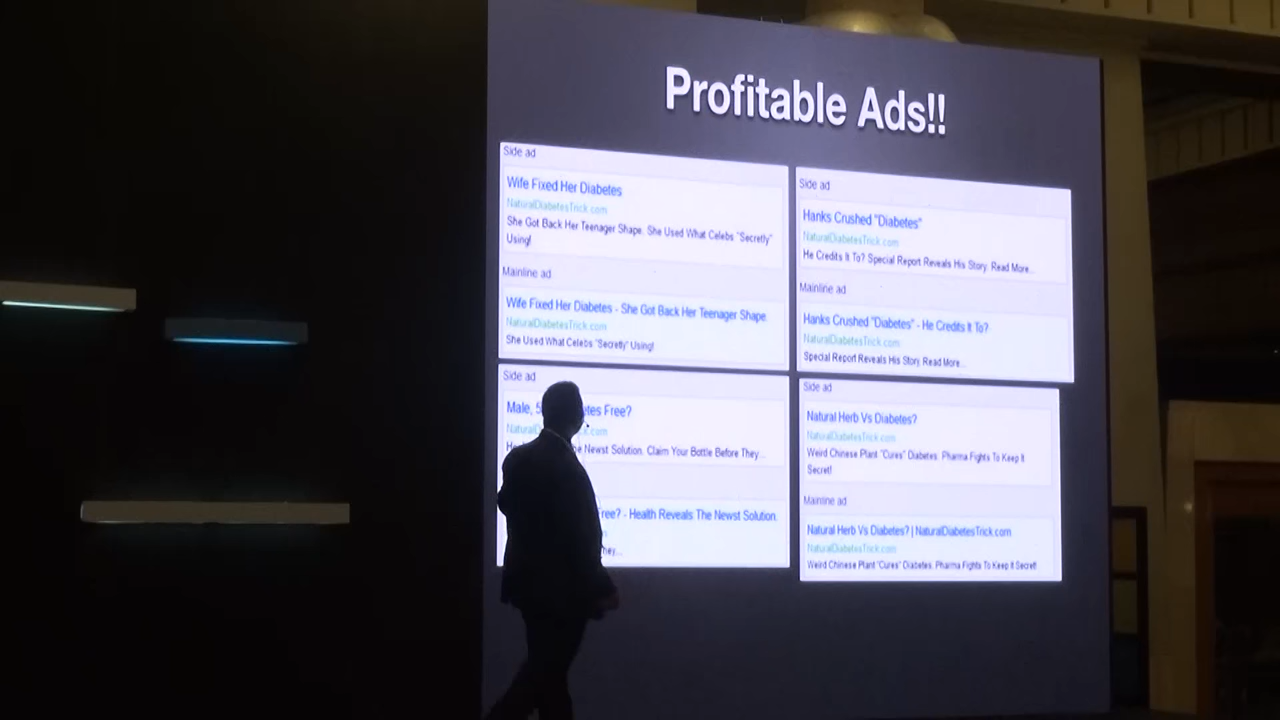 Profitable Ads!!
Side ad
Wife Fixed Her Diabetes
NaturalDiabetesTrick.com
She Got Back Her Teenager Shape. She Used What Celebs "Secretly"
Using!
Mainline ad
Wife Fixed Her Diabetes - She Got Back Her Teenager Shape.
NaturalDiabetesTrick.com
She Used What Celebs "Secretly" Using!
Side ad
Hanks Crushed "Diabetes"
NaturalDiabetesTrick.com
He Credits It To? Special Report Reveals His Story. Read More...
Mainline ad
Hanks Crushed "Diabetes" - He Credits It To?
NaturalDiabetesTrick.com
Special Report Reveals His Story. Read More...
Side ad
Male, Free?
.com
Newst Solution. Claim Your Bottle Before They...
Free? - Health Reveals The Newst Solution.
Side ad
Natural Herb Vs Diabetes?
NaturalDiabetesTrick.com
Weird Chinese Plant "Cures" Diabetes. Pharma Fights To Keep It
Secret!
Mainline ad
Natural Herb Vs Diabetes? | NaturalDiabetesTrick.com
NaturalDiabetesTrick.com
Weird Chinese Plant "Cures" Diabetes. Pharma Fights To Keep It Secret!